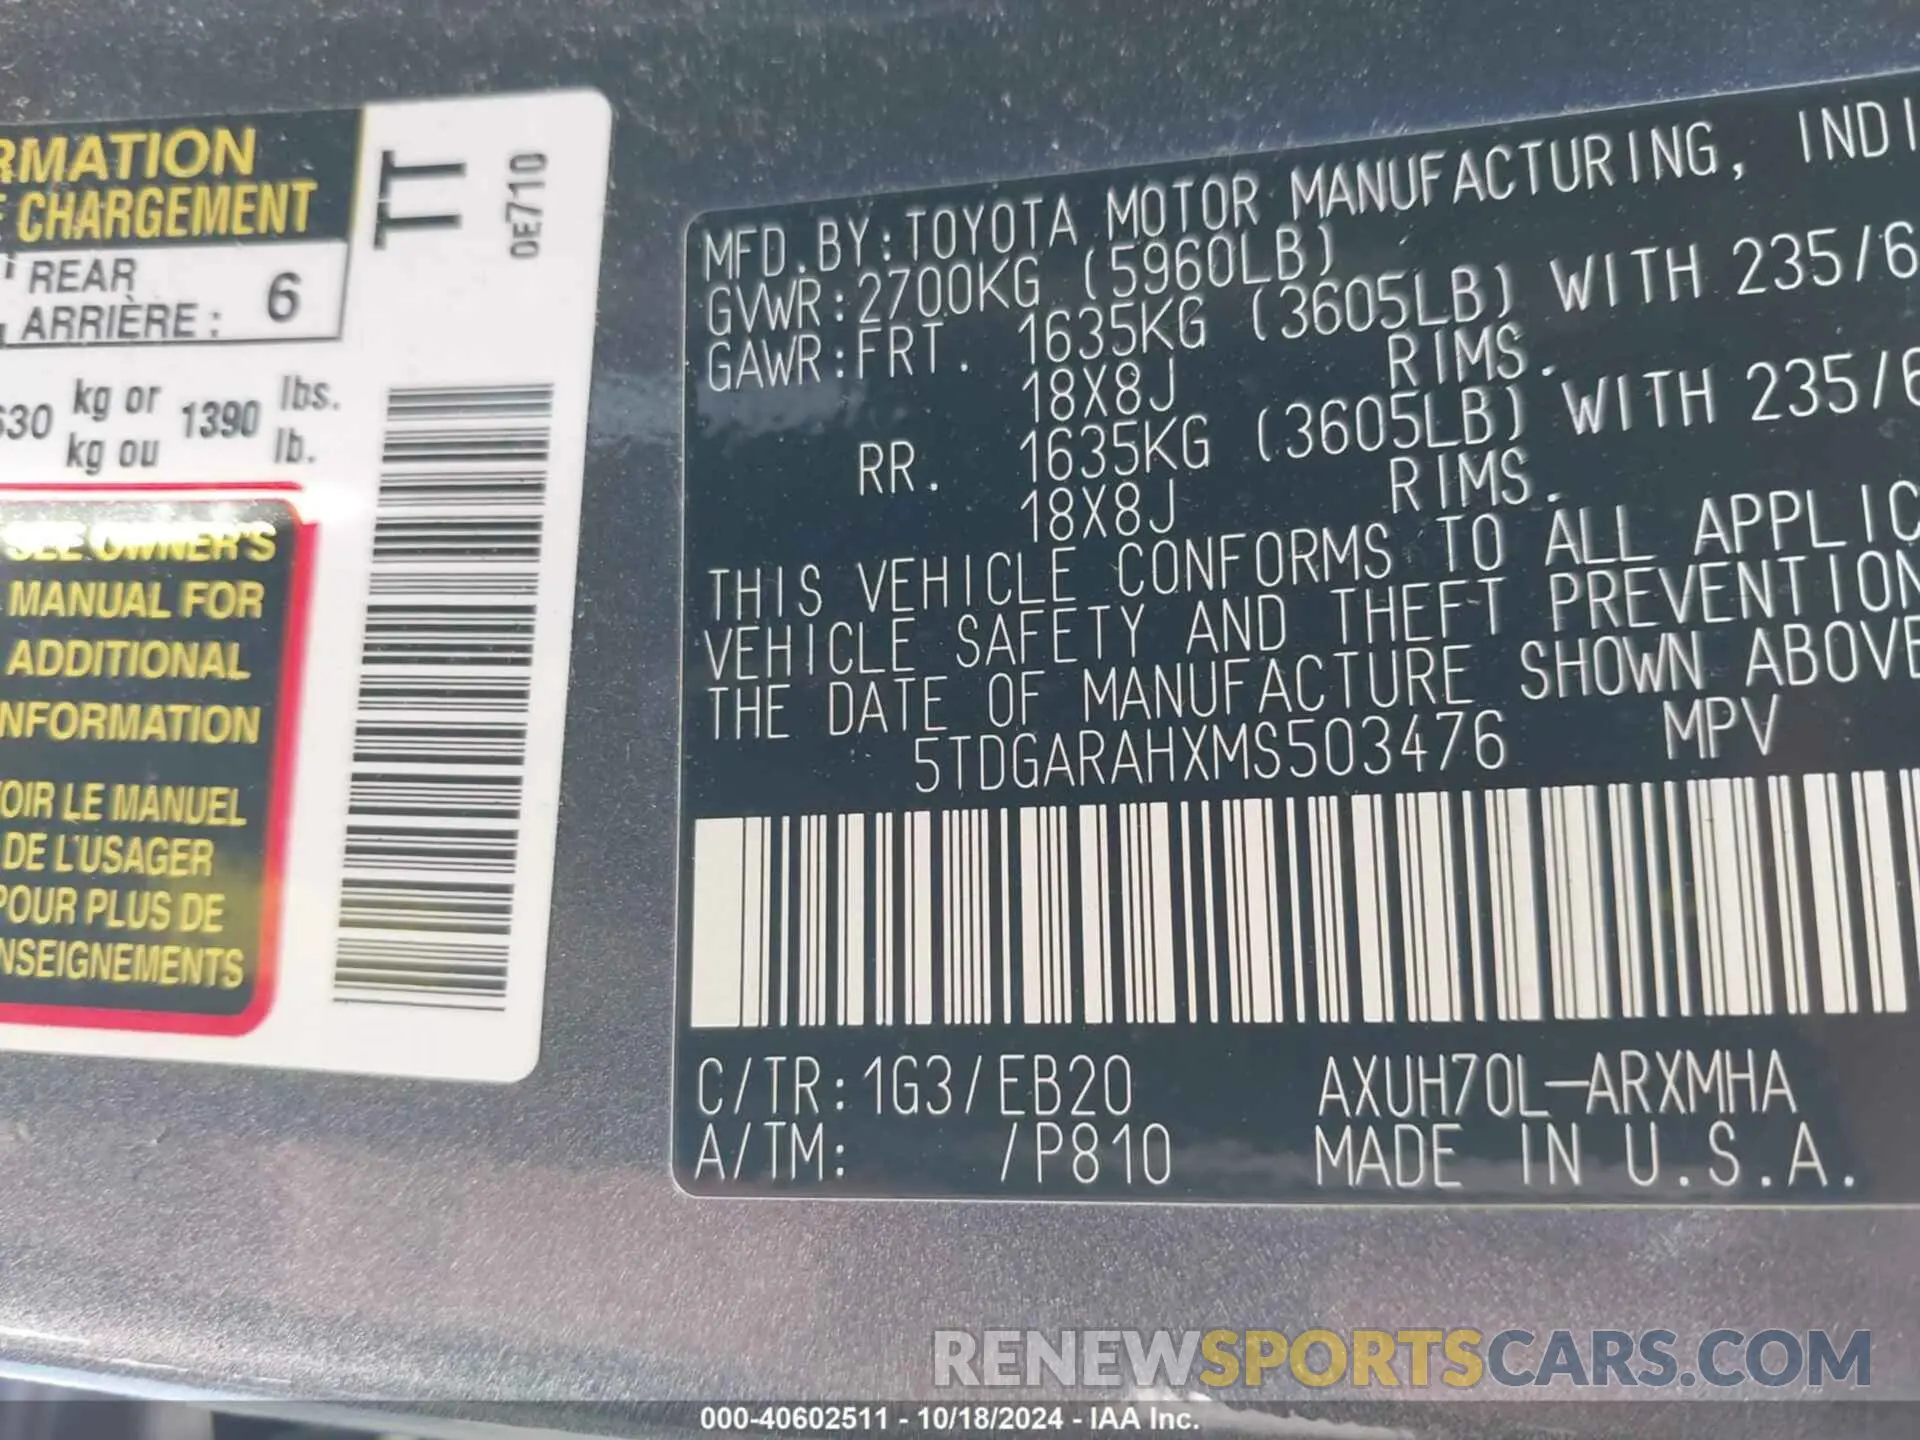 RMATION
CHARGEMENT
REAR
ARRIÈRE : 6
kg or 1390 lbs.
kg ou lb.
SEE OWNER'S
MANUAL FOR
ADDITIONAL
NFORMATION
OIR LE MANUEL
DE L'USAGER
POUR PLUS DE
NSEIGNEMENTS
TT
0E710
MFD.BY:TOYOTA MOTOR MANUFACTURING, INDI
GVWR:2700KG (5960LB)
GAWR:FRT. 1635KG (3605LB) WITH 235/6
18X8J RIMS.
RR. 1635KG (3605LB) WITH 235/6
18X8J RIMS.
THIS VEHICLE CONFORMS TO ALL APPLIC
VEHICLE SAFETY AND THEFT PREVENTION
THE DATE OF MANUFACTURE SHOWN ABOVE
5TDGARAHXMS503476 MPV
C/TR:1G3/EB20 AXUH70L-ARXMHA
A/TM: /P810 MADE IN U.S.A.
RENEWSPORTSCARS.COM
000-40602511 - 10/18/2024 - IAA Inc.